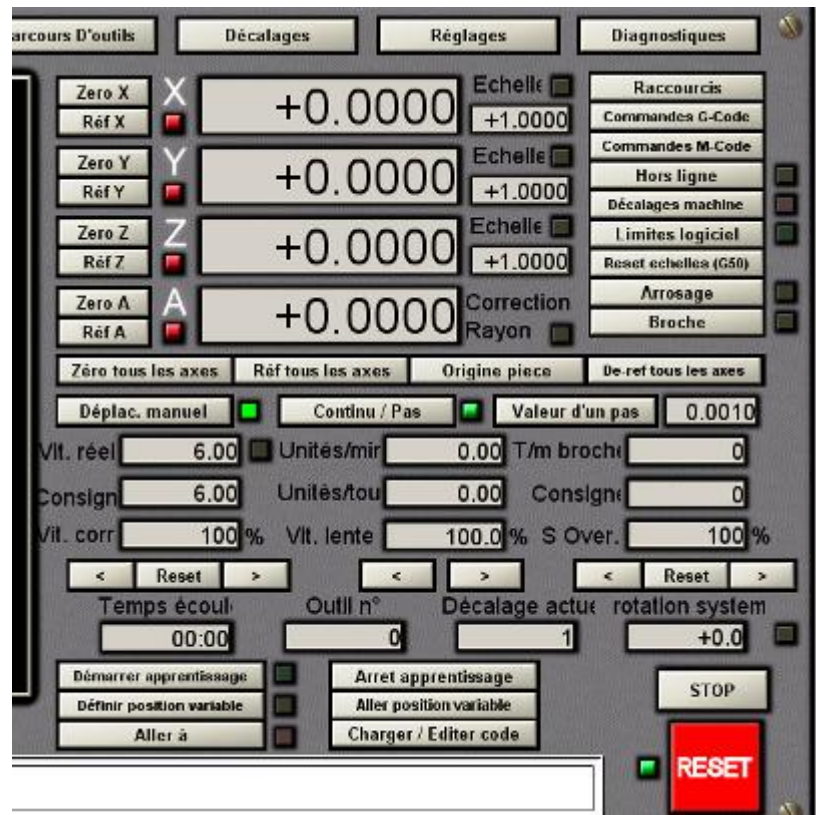 arcours D'outils Décalages Réglages Diagnostiques
Zero X X +0.0000 Echelle Raccourcis
Réf X +1.0000 Commandes G-Code
Zero Y Y +0.0000 Echelle Commandes M-Code
Réf Y +1.0000 Hors ligne
Décalages machine
Zero Z Z +0.0000 Echelle Limites logiciel
Réf Z +1.0000 Reset echelles (G50)
Zero A A +0.0000 Correction Arrosage
Réf A Rayon Broche
Zéro tous les axes Réf tous les axes Origine piece De-ref tous les axes
Déplac. manuel Continu / Pas Valeur d'un pas 0.0010
Vit. réel 6.00 Unités/mir 0.00 T/m broche 0
Consign 6.00 Unités/tou 0.00 Consigne 0
Vit. corr 100 % Vit. lente 100.0 % S Over. 100 %
< Reset > < > < Reset >
Temps écoul Outil n° Décalage actue rotation system
00:00 0 1 +0.0
Démarrer apprentissage Arret apprentissage
Définir position variable Aller position variable STOP
Aller à Charger / Editer code
RESET